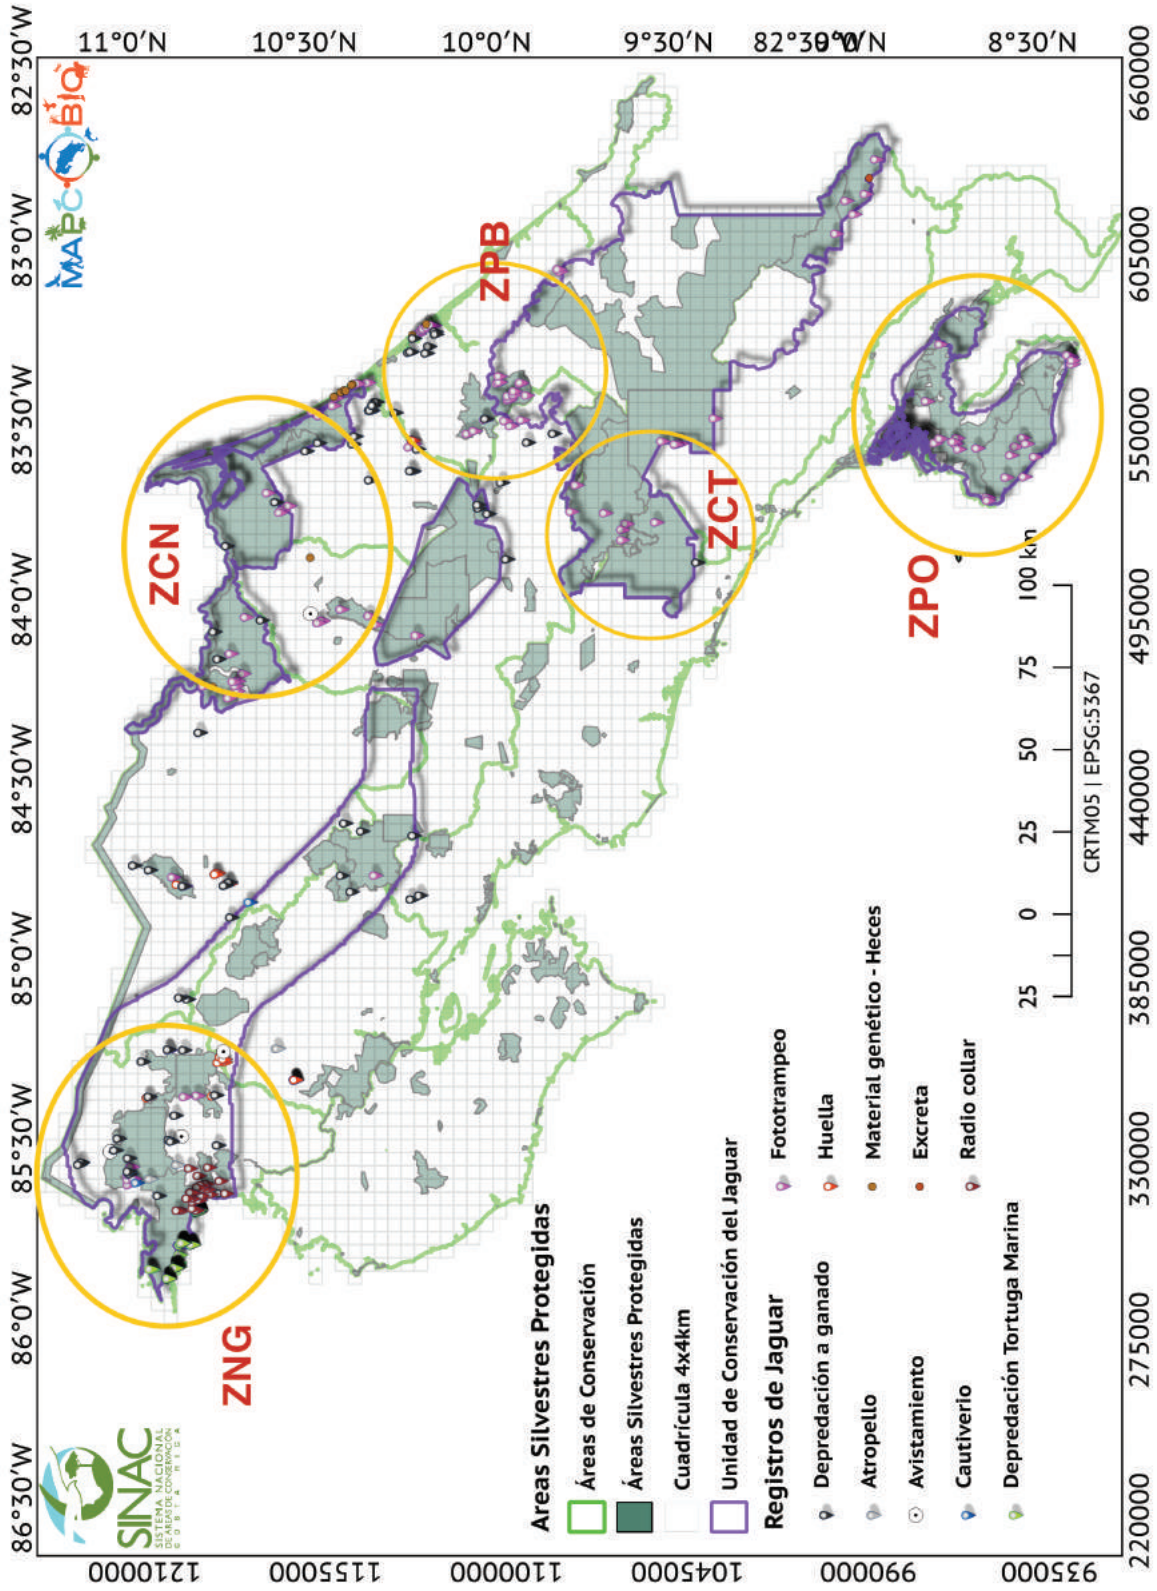 86°30′W
86°0′W
85°30′W
85°0′W
84°30′W
84°0′W
83°30′W
83°0′W
82°30′W
11°0′N
10°30′N
10°0′N
9°30′N
82°30′W
9°0′N
8°30′N
1210000
1155000
1100000
1045000
990000
935000
220000
275000
330000
385000
440000
495000
550000
605000
660000
SINAC
SISTEMA NACIONAL
DE ÁREAS DE CONSERVACIÓN
COSTA RICA
MAPCOBIO
ZNG
ZCN
ZPB
ZCT
ZPO
Areas Silvestres Protegidas
Áreas de Conservación
Áreas Silvestres Protegidas
Cuadrícula 4x4km
Unidad de Conservación del Jaguar
Registros de Jaguar
Depredación a ganado
Atropello
Avistamiento
Cautiverio
Depredación Tortuga Marina
Fototrampeo
Huella
Material genético - Heces
Excreta
Radio collar
25 0 25 50 75 100 km
CRTM05 | EPSG:5367